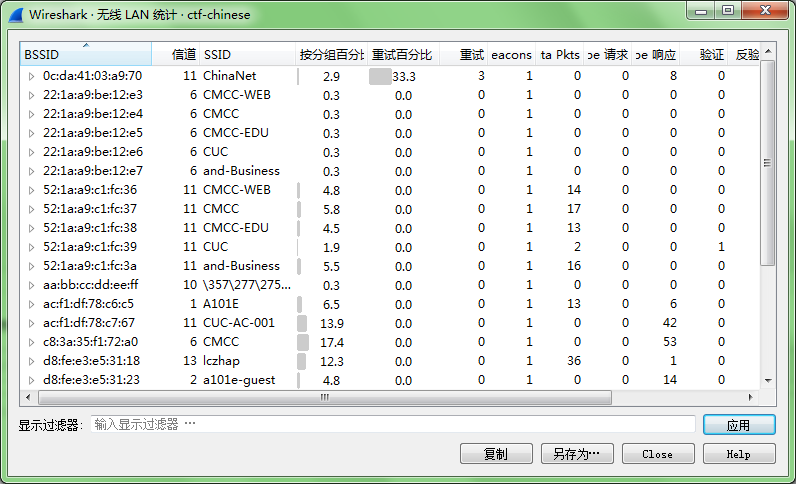 Wireshark · 无线 LAN 统计 · ctf-chinese
BSSID 信道 SSID 按分组百分比 重试百分比 重试 eacons ta Pkts be 请求 be 响应 验证 反验
0c:da:41:03:a9:70 11 ChinaNet 2.9 33.3 3 1 0 0 8 0
22:1a:a9:be:12:e3 6 CMCC-WEB 0.3 0.0 0 1 0 0 0 0
22:1a:a9:be:12:e4 6 CMCC 0.3 0.0 0 1 0 0 0 0
22:1a:a9:be:12:e5 6 CMCC-EDU 0.3 0.0 0 1 0 0 0 0
22:1a:a9:be:12:e6 6 CUC 0.3 0.0 0 1 0 0 0 0
22:1a:a9:be:12:e7 6 and-Business 0.3 0.0 0 1 0 0 0 0
52:1a:a9:c1:fc:36 11 CMCC-WEB 4.8 0.0 0 1 14 0 0 0
52:1a:a9:c1:fc:37 11 CMCC 5.8 0.0 0 1 17 0 0 0
52:1a:a9:c1:fc:38 11 CMCC-EDU 4.5 0.0 0 1 13 0 0 0
52:1a:a9:c1:fc:39 11 CUC 1.9 0.0 0 1 2 0 0 1
52:1a:a9:c1:fc:3a 11 and-Business 5.5 0.0 0 1 16 0 0 0
aa:bb:cc:dd:ee:ff 10 \357\277\275... 0.3 0.0 0 1 0 0 0 0
ac:f1:df:78:c6:c5 1 A101E 6.5 0.0 0 1 13 0 6 0
ac:f1:df:78:c7:67 11 CUC-AC-001 13.9 0.0 0 1 0 0 42 0
c8:3a:35:f1:72:a0 6 CMCC 17.4 0.0 0 1 0 0 53 0
d8:fe:e3:e5:31:18 13 lczhap 12.3 0.0 0 1 36 0 1 0
d8:fe:e3:e5:31:23 2 a101e-guest 4.8 0.0 0 1 0 0 14 0
显示过滤器: 输入显示过滤器 … 应用
复制 另存为… Close Help